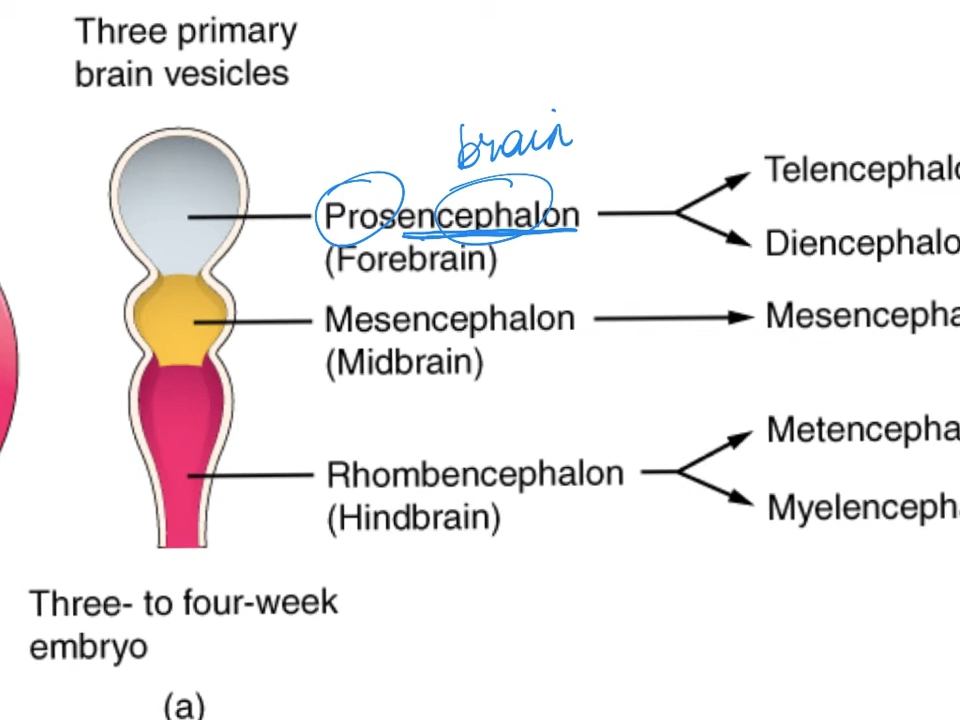 Three primary
brain vesicles
brain
Prosencephalon
(Forebrain)
Telencephalo
Diencephalo
Mesencephalon
(Midbrain)
Mesencepha
Rhombencephalon
(Hindbrain)
Metencepha
Myelenceph
Three- to four-week
embryo
(a)